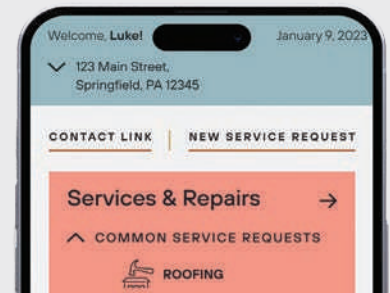 Welcome, Luke!
January 9, 2023
123 Main Street,
Springfield, PA 12345
CONTACT LINK
NEW SERVICE REQUEST
Services & Repairs
COMMON SERVICE REQUESTS
ROOFING